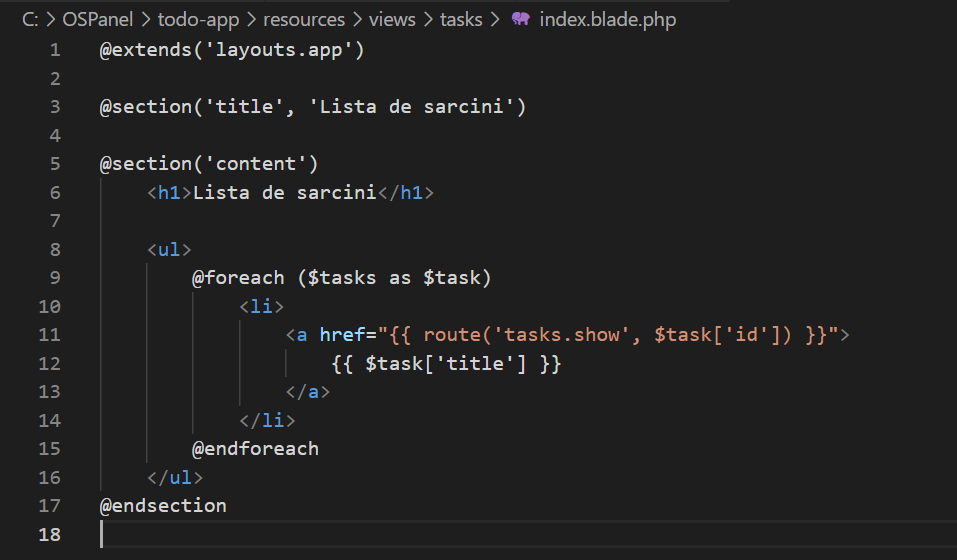 C: > OSPanel > todo-app > resources > views > tasks > index.blade.php
1 @extends('layouts.app')
2
3 @section('title', 'Lista de sarcini')
4
5 @section('content')
6     <h1>Lista de sarcini</h1>
7
8     <ul>
9         @foreach ($tasks as $task)
10             <li>
11                 <a href="{{ route('tasks.show', $task['id']) }}">
12                     {{ $task['title'] }}
13                 </a>
14             </li>
15         @endforeach
16     </ul>
17 @endsection
18